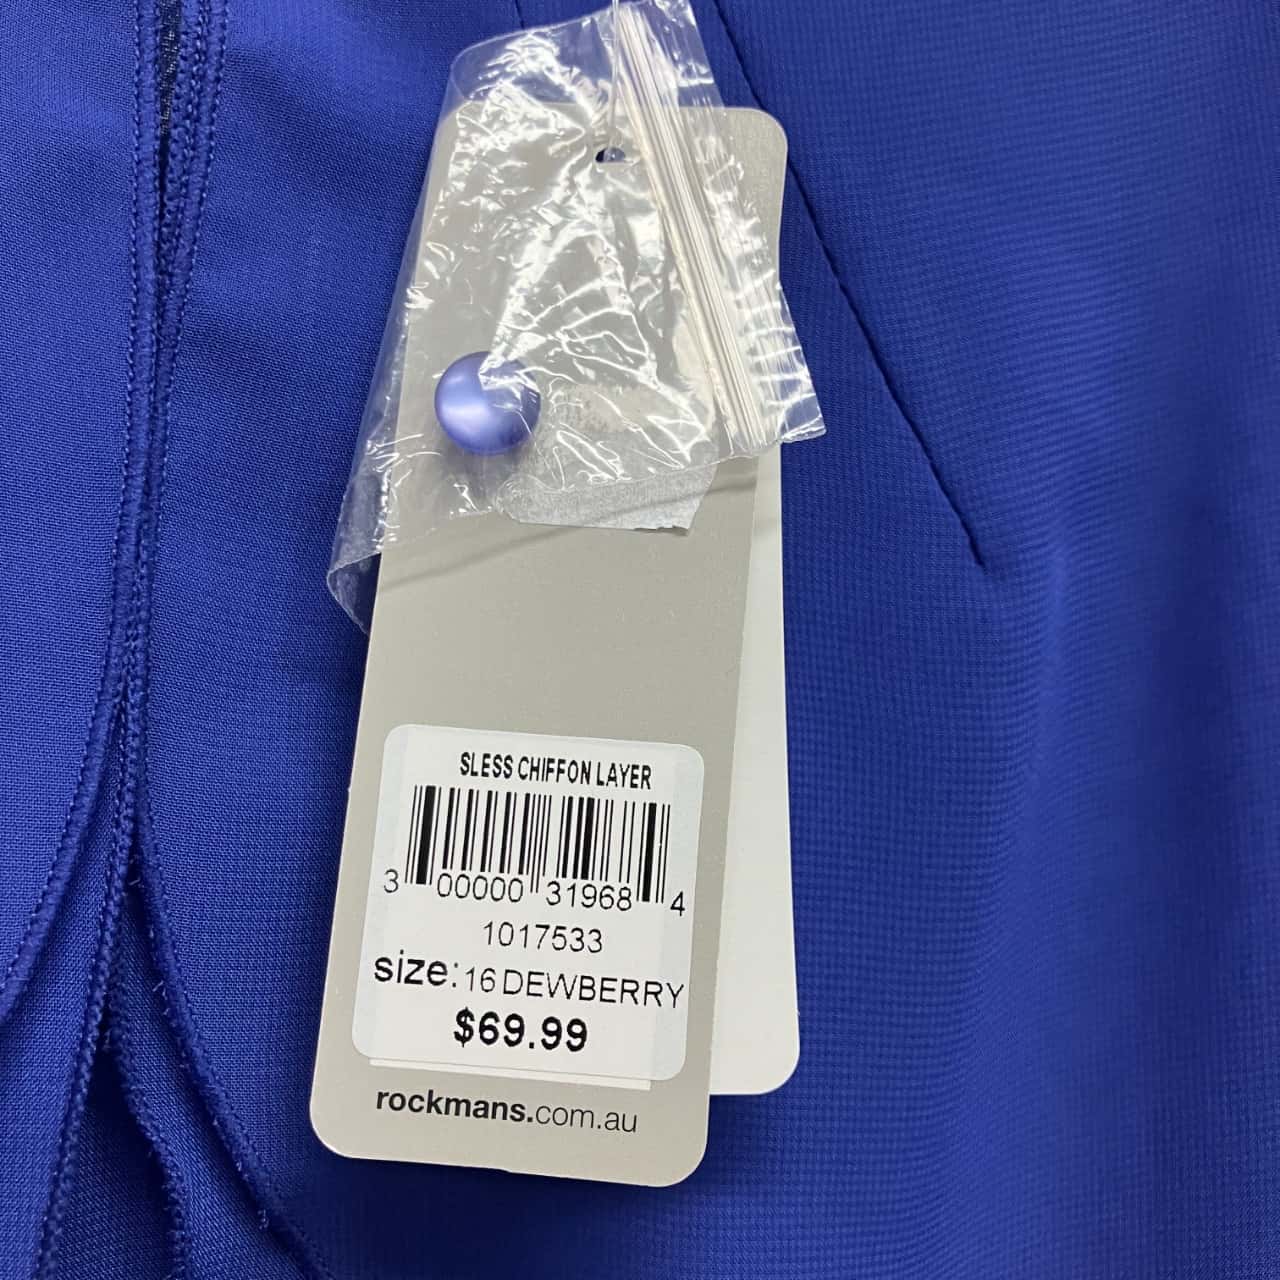 SLESS CHIFFON LAYER
3 00000 31968 4
1017533
size: 16 DEWBERRY
$69.99
rockmans.com.au